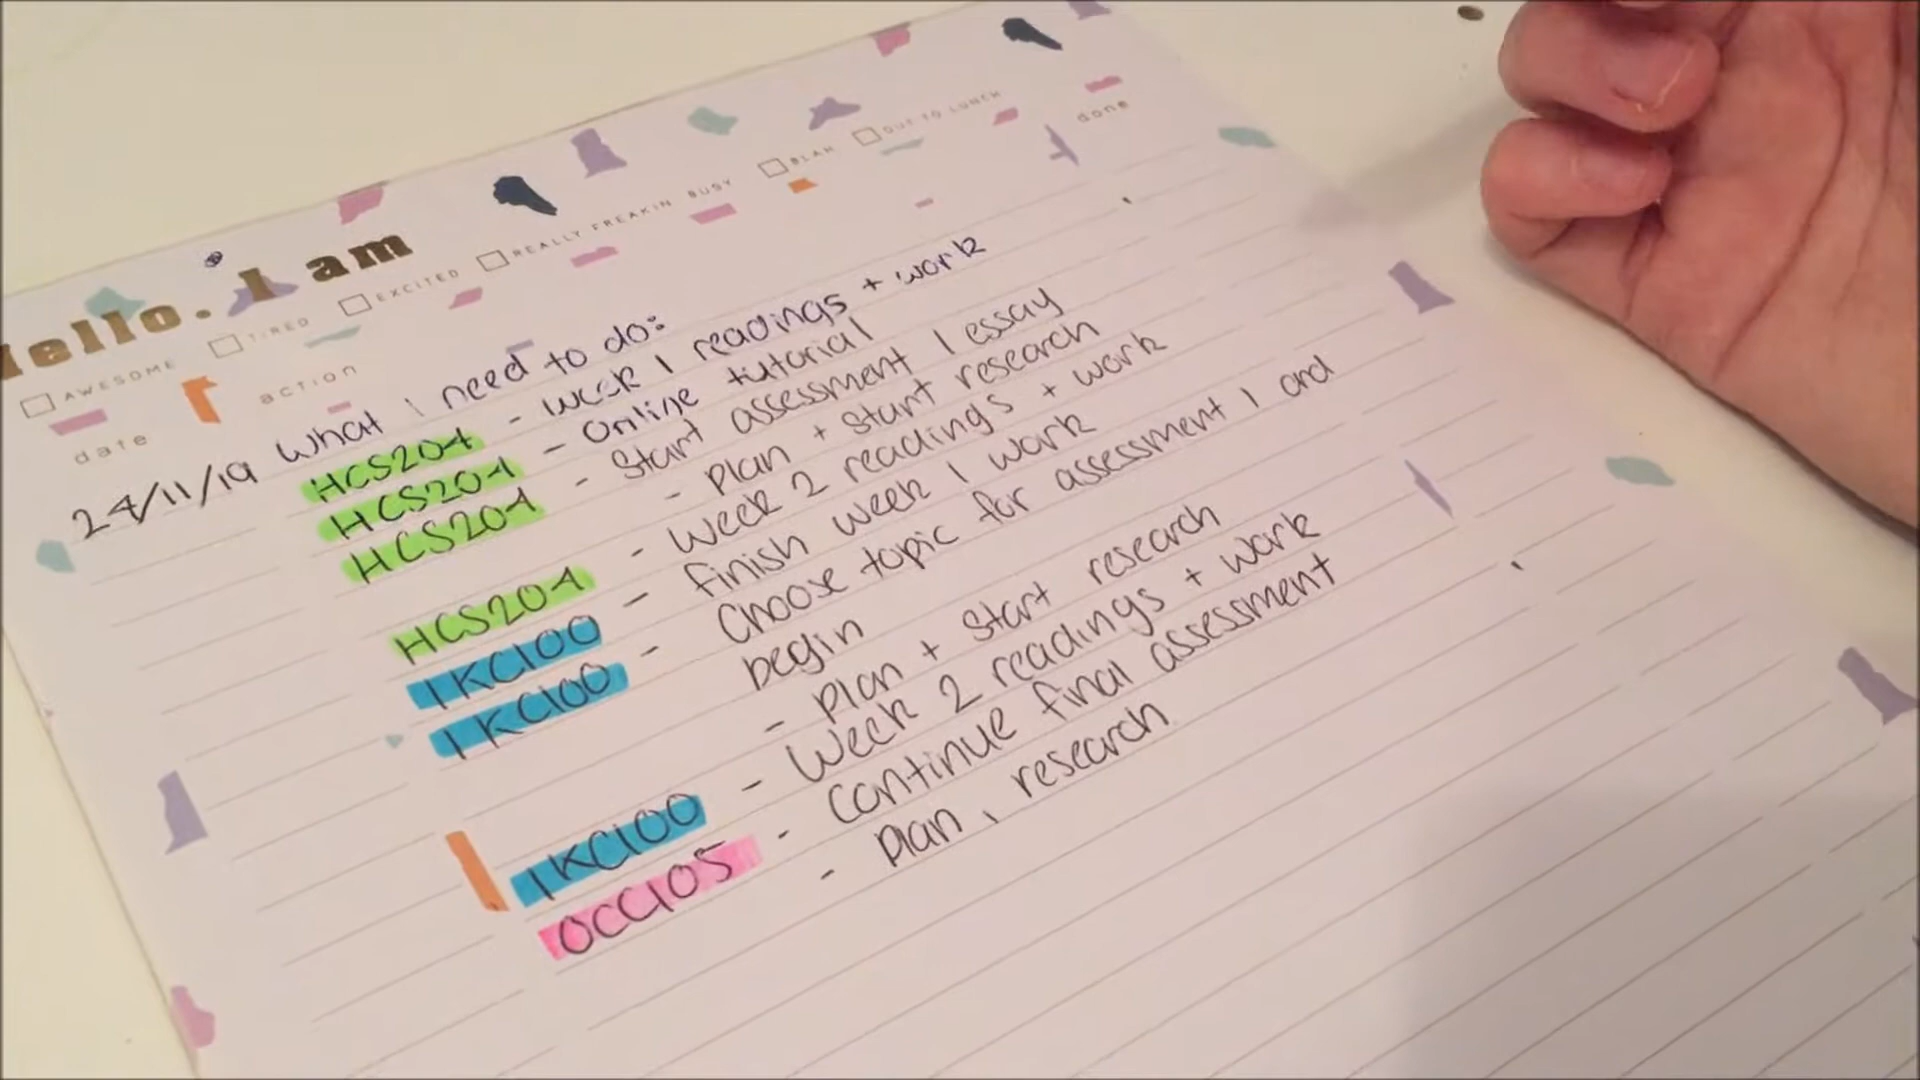 Hello. I am
AWESOME TIRED EXCITED REALLY FREAKIN BUSY BLAH OUT TO LUNCH
date action done
24/11/19 What i need to do:
HCS204 - Week 1 readings + work
HCS204 - Online tutorial
HCS204 - Start assessment 1 essay
- Plan + start research
HCS204 - Week 2 readings + work
IKC100 - Finish week 1 work
IKC100 - Choose topic for assessment 1 and
begin
- Plan + start research
IKC100 - Week 2 readings + work
OCC105 - Continue final assessment
- Plan, research